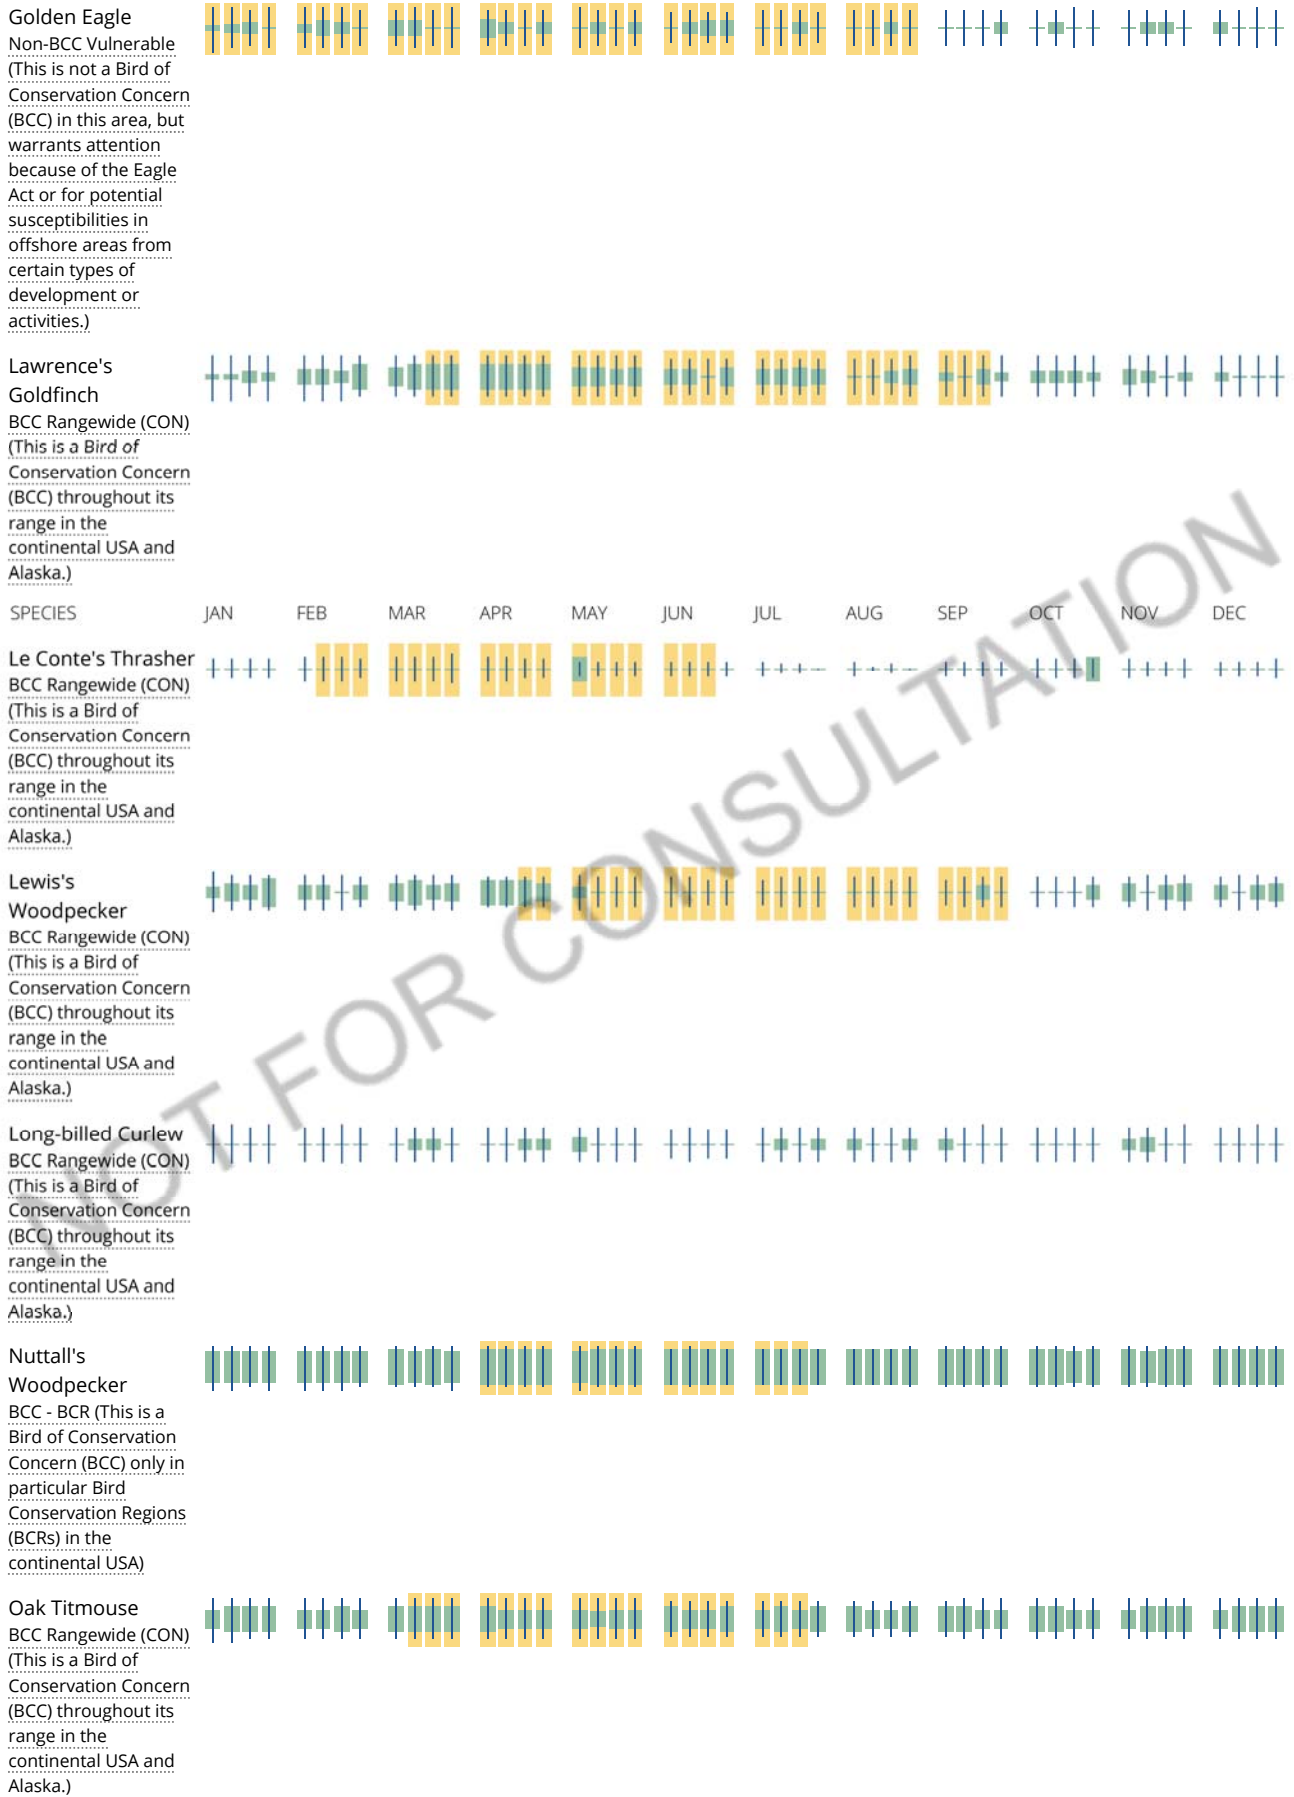 Golden Eagle
Non-BCC Vulnerable
(This is not a Bird of
Conservation Concern
(BCC) in this area, but
warrants attention
because of the Eagle
Act or for potential
susceptibilities in
offshore areas from
certain types of
development or
activities.)
Lawrence's
Goldfinch
BCC Rangewide (CON)
(This is a Bird of
Conservation Concern
(BCC) throughout its
range in the
continental USA and
Alaska.)
SPECIES JAN FEB MAR APR MAY JUN JUL AUG SEP OCT NOV DEC
Le Conte's Thrasher
BCC Rangewide (CON)
(This is a Bird of
Conservation Concern
(BCC) throughout its
range in the
continental USA and
Alaska.)
Lewis's
Woodpecker
BCC Rangewide (CON)
(This is a Bird of
Conservation Concern
(BCC) throughout its
range in the
continental USA and
Alaska.)
Long-billed Curlew
BCC Rangewide (CON)
(This is a Bird of
Conservation Concern
(BCC) throughout its
range in the
continental USA and
Alaska.)
Nuttall's
Woodpecker
BCC - BCR (This is a
Bird of Conservation
Concern (BCC) only in
particular Bird
Conservation Regions
(BCRs) in the
continental USA)
Oak Titmouse
BCC Rangewide (CON)
(This is a Bird of
Conservation Concern
(BCC) throughout its
range in the
continental USA and
Alaska.)
NOT FOR CONSULTATION